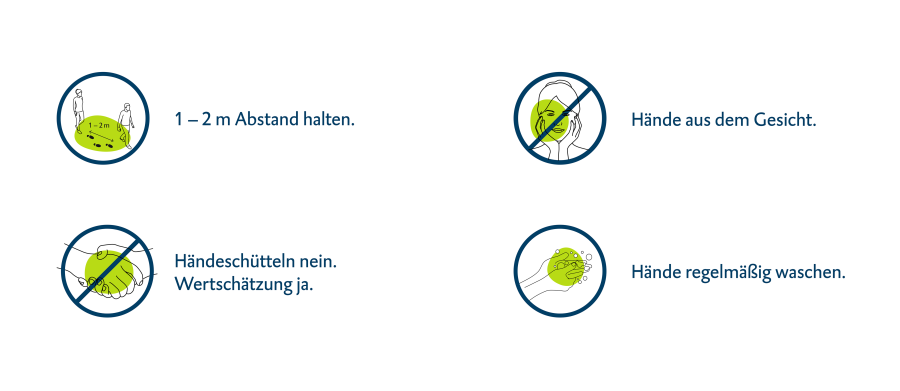 1 – 2 m
1 – 2 m Abstand halten.
Hände aus dem Gesicht.
Händeschütteln nein.
Wertschätzung ja.
Hände regelmäßig waschen.